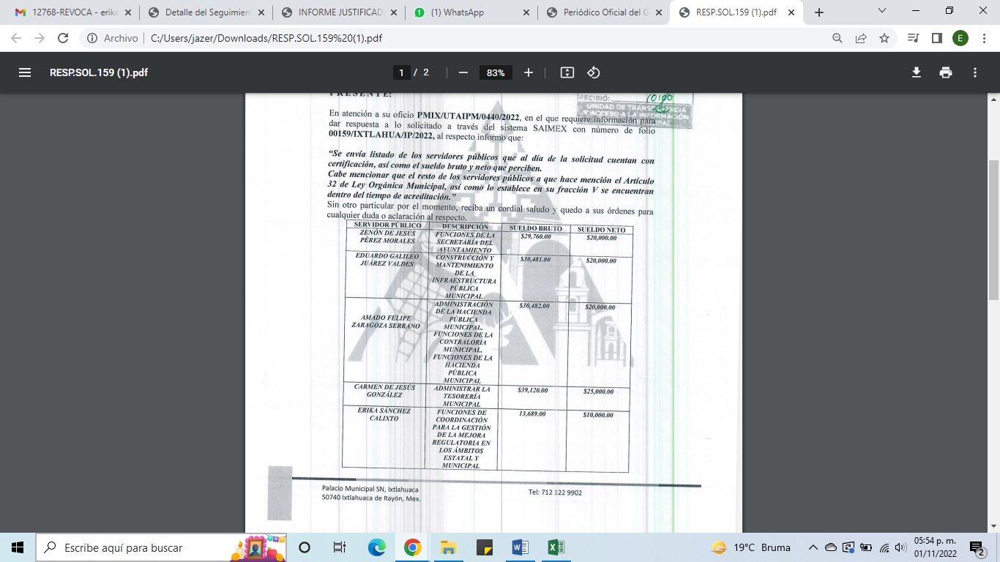 12768-REVOCA - erika
Detalle del Seguimien
INFORME JUSTIFICAD
(1) WhatsApp
Periódico Oficial del G
RESP.SOL.159 (1).pdf
Archivo
C:/Users/jazer/Downloads/RESP.SOL.159%20(1).pdf
E
RESP.SOL.159 (1).pdf
1 / 2
83%
P R E S E N T E:
RECIBIÓ:
10:00
UNIDAD DE TRANSPARENCIA
Y ACCESO A LA INFORMACIÓN
MUNICIPAL
En atención a su oficio PMIX/UTAIPM/0440/2022, en el que requiere información para
dar respuesta a lo solicitado a través del sistema SAIMEX con número de folio
00159/IXTLAHUA/IP/2022, al respecto informo que:
“Se envía listado de los servidores públicos que al día de la solicitud cuentan con
certificación, así como el sueldo bruto y neto que perciben.
Cabe mencionar que el resto de los servidores públicos a que hace mención el Artículo
32 de Ley Orgánica Municipal, así como lo establece en su fracción V se encuentran
dentro del tiempo de acreditación.”
Sin otro particular por el momento, reciba un cordial saludo y quedo a sus órdenes para
cualquier duda o aclaración al respecto.
SERVIDOR PÚBLICO DESCRIPCIÓN SUELDO BRUTO SUELDO NETO
ZENÓN DE JESÚS
PÉREZ MORALES
FUNCIONES DE LA
SECRETARÍA DEL
AYUNTAMIENTO
$29,760.00
$20,000.00
EDUARDO GALILEO
JUÁREZ VALDES
CONSTRUCCIÓN Y
MANTENIMIENTO
DE LA
INFRAESTRUCTURA
PÚBLICA
MUNICIPAL
$30,481.00
$20,000.00
AMADO FELIPE
ZARAGOZA SERRANO
ADMINISTRACIÓN
DE LA HACIENDA
PÚBLICA
MUNICIPAL,
FUNCIONES DE LA
CONTRALORIA
MUNICIPAL,
FUNCIONES DE LA
HACIENDA
PÚBLICA
MUNICIPAL
$30,482.00
$20,000.00
CARMEN DE JESÚS
GONZÁLEZ
ADMINISTRAR LA
TESORERÍA
MUNICIPAL
$39,120.00
$25,000.00
ERIKA SÁNCHEZ
CALIXTO
FUNCIONES DE
COORDINACIÓN
PARA LA GESTIÓN
DE LA MEJORA
REGULATORIA EN
LOS ÁMBITOS
ESTATAL Y
MUNICIPAL
13,689.00
$10,000.00
Palacio Municipal SN, Ixtlahuaca
50740 Ixtlahuaca de Rayón, Mex.
Tel: 712 122 9902
Escribe aquí para buscar
19°C Bruma
05:54 p. m.
01/11/2022
2